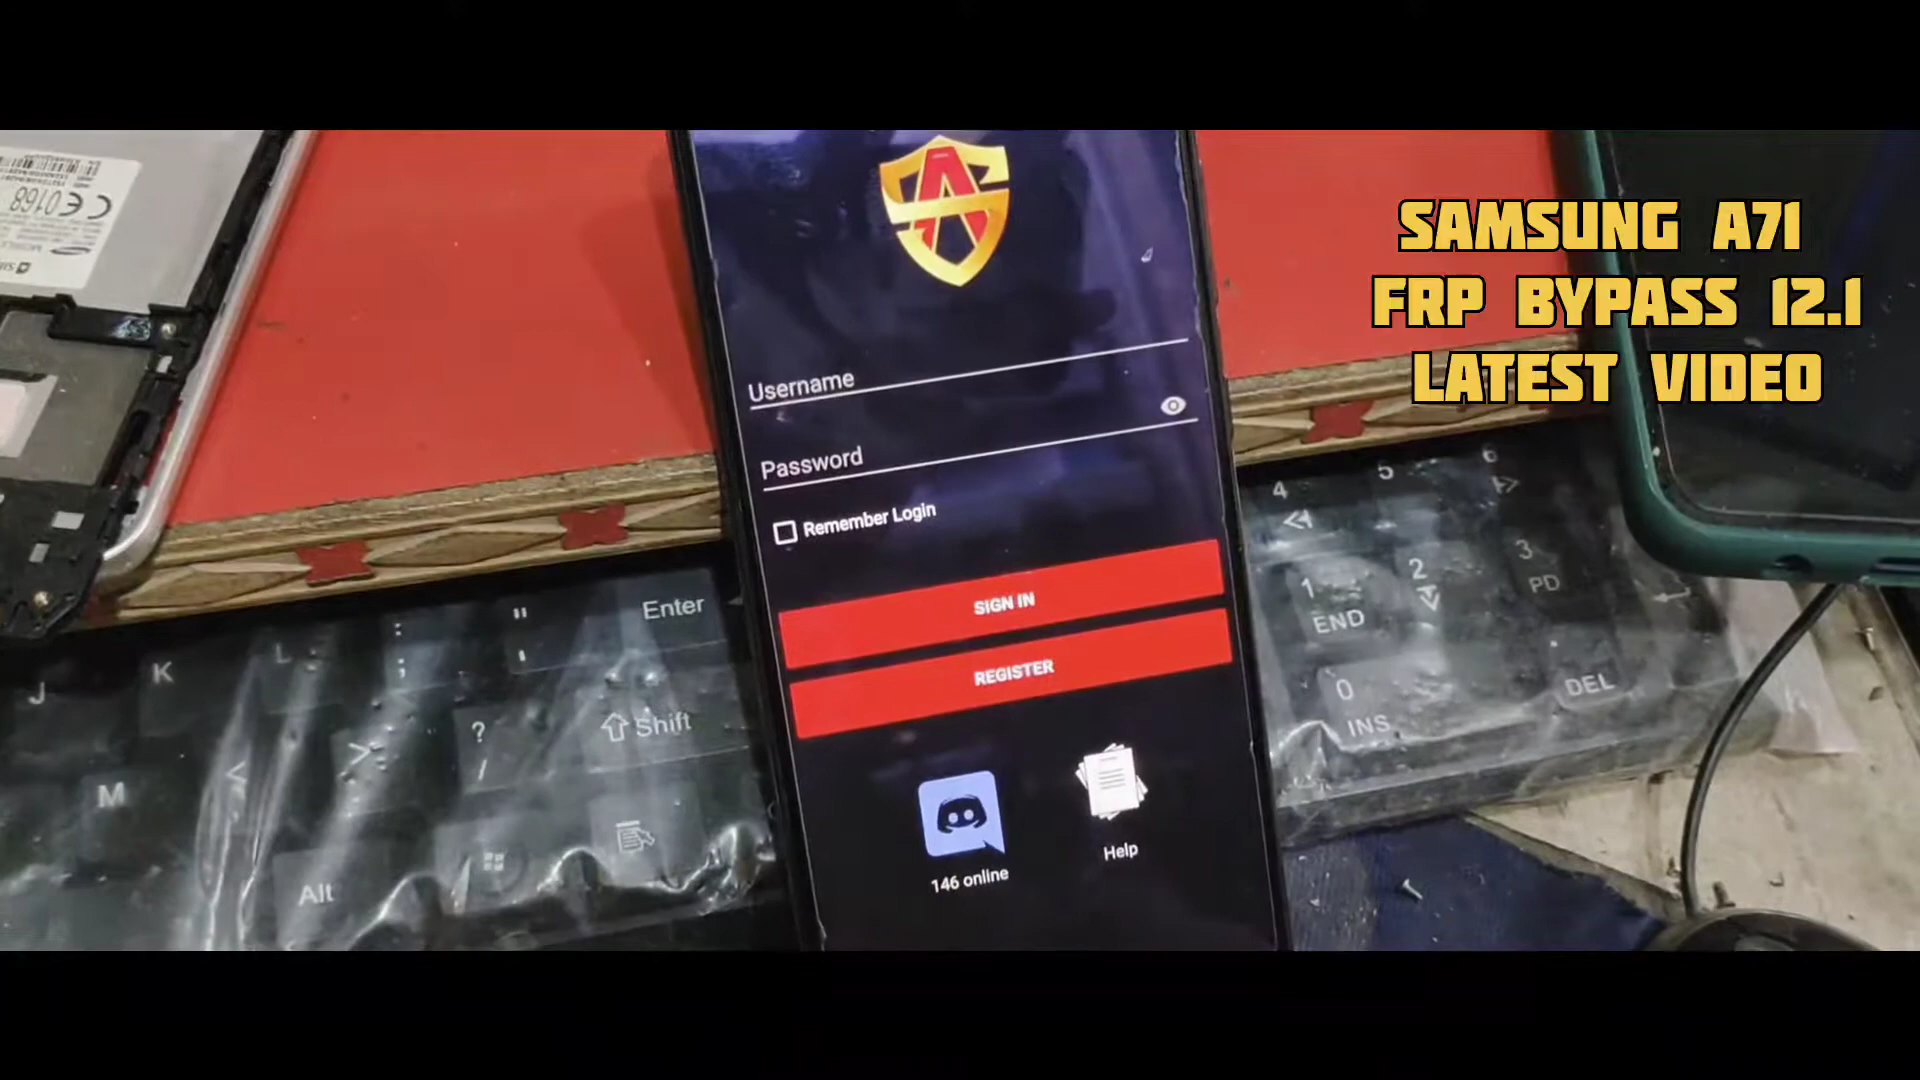 SAMSUNG A71
FRP BYPASS 12.1
LATEST VIDEO
Username
Password
Remember Login
SIGN IN
REGISTER
146 online
Help
CE0168
Enter
Shift
Alt
J
K
L
M
4
5
6
1
END
2
3
PD
0
INS
DEL